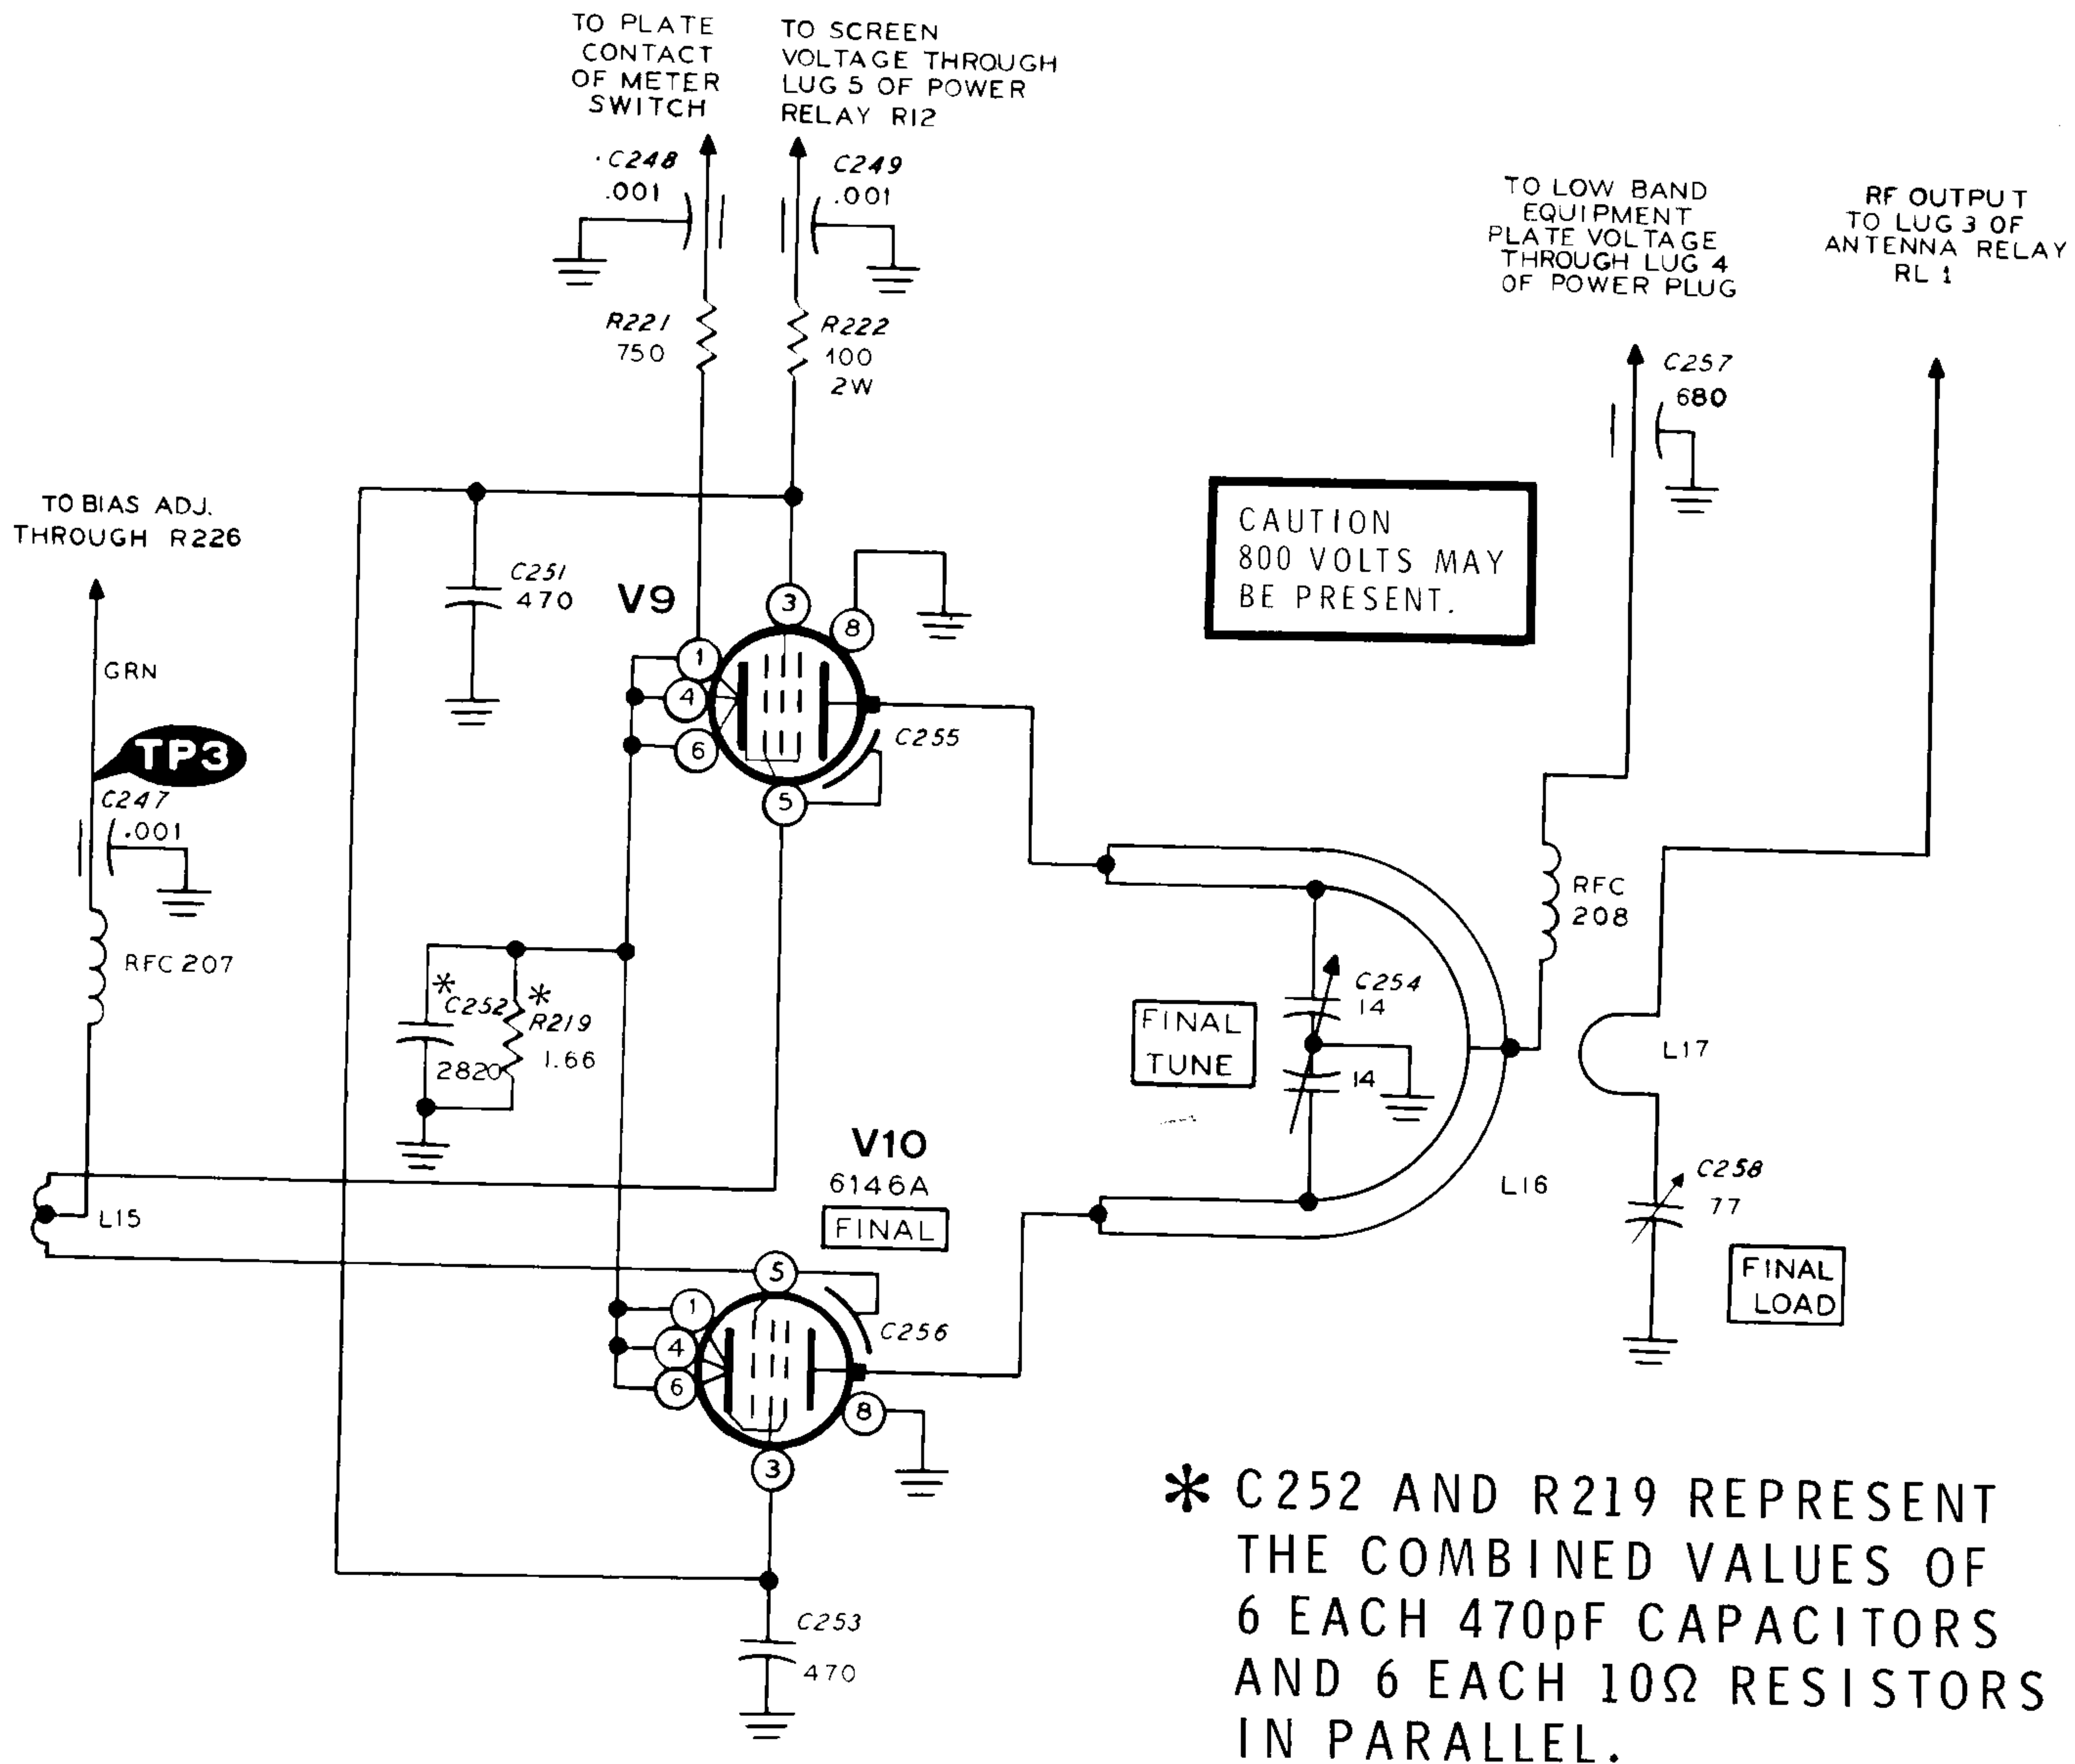 TO PLATE
CONTACT
OF METER
SWITCH
TO SCREEN
VOLTAGE THROUGH
LUG 5 OF POWER
RELAY R12
C248
.001
C249
.001
TO LOW BAND
EQUIPMENT
PLATE VOLTAGE
THROUGH LUG 4
OF POWER PLUG
RF OUTPUT
TO LUG 3 OF
ANTENNA RELAY
RL 1
R221
750
R222
100
2W
C257
680
TO BIAS ADJ.
THROUGH R226
CAUTION
800 VOLTS MAY
BE PRESENT.
C251
470
V9
3
8
1
4
6
5
GRN
TP3
C255
C247
.001
RFC
208
RFC 207
*
C252
2820
*
R219
1.66
FINAL
TUNE
C254
14
14
L17
V10
6146A
FINAL
L15
L16
C258
77
FINAL
LOAD
5
1
4
6
8
3
C256
C253
470
* C252 AND R219 REPRESENT
THE COMBINED VALUES OF
6 EACH 470pF CAPACITORS
AND 6 EACH 10Ω RESISTORS
IN PARALLEL.